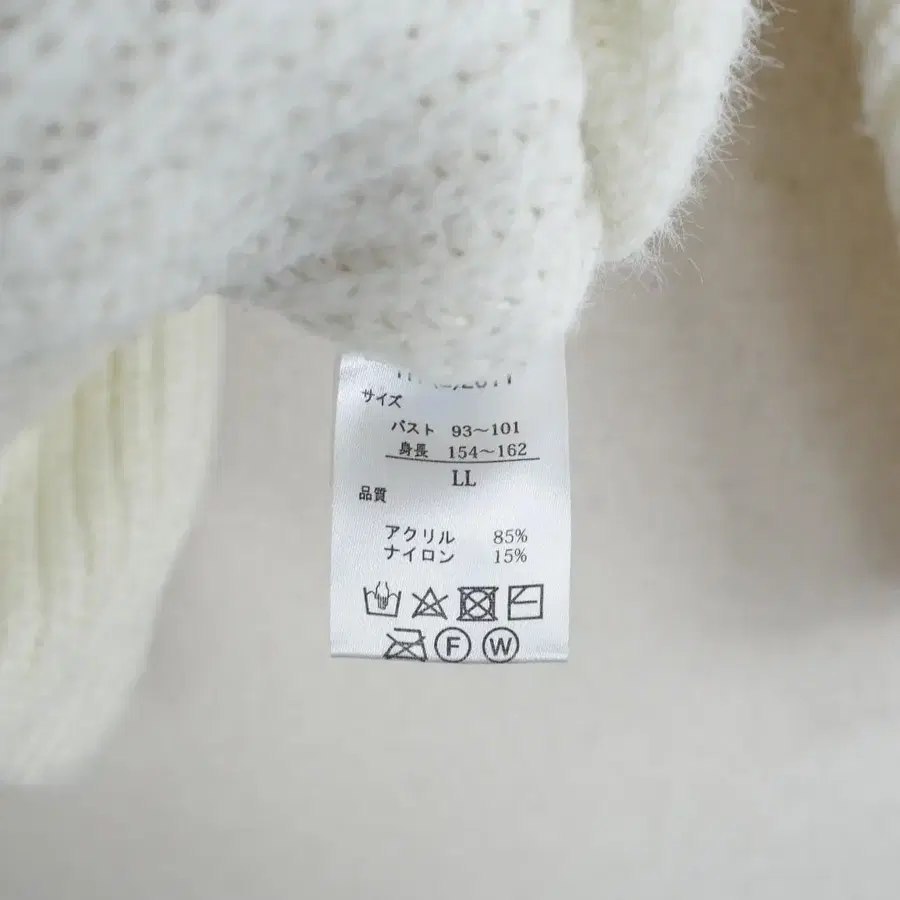 サイズ
バスト 93～101
身長 154～162
LL
品質
アクリル 85%
ナイロン 15%
F W